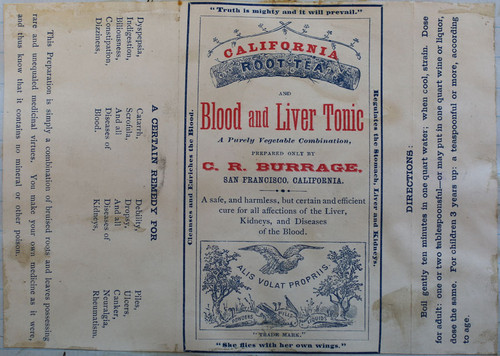 A CERTAIN REMEDY FOR
Dyspepsia, Catarrh, Debility, Piles,
Indigestion, Scrofula, Dropsy, Ulcers,
Biliousness, And all And all Canker,
Constipation, Diseases of Diseases of Neuralgia,
Dizziness, Blood. Kidneys. Rheumatism.
This Preparation is simply a combination of bruised roots and leaves possessing
rare and unequaled medicinal virtues. You make your own medicine as it were,
and thus know that it contains no mineral or other poison.
"Truth is mighty and it will prevail."
Cleanses and Enriches the Blood.
CALIFORNIA
ROOT TEA
AND
Blood and Liver Tonic
A Purely Vegetable Combination,
PREPARED ONLY BY
C. R. BURRAGE,
SAN FRANCISCO, CALIFORNIA.
A safe, and harmless, but certain and efficient
cure for all affections of the Liver,
Kidneys, and Diseases
of the Blood.
ALIS VOLAT PROPRIIS
"TRADE MARK."
"She flies with her own wings."
Regulates the Stomach, Liver and Kidneys.
DIRECTIONS:
Boil gently ten minutes in one quart water; when cool, strain. Dose
for adult: one or two tablespoonsful—or may put in one quart wine or liquor,
dose the same. For children 3 years up: a teaspoonful or more, according
to age.